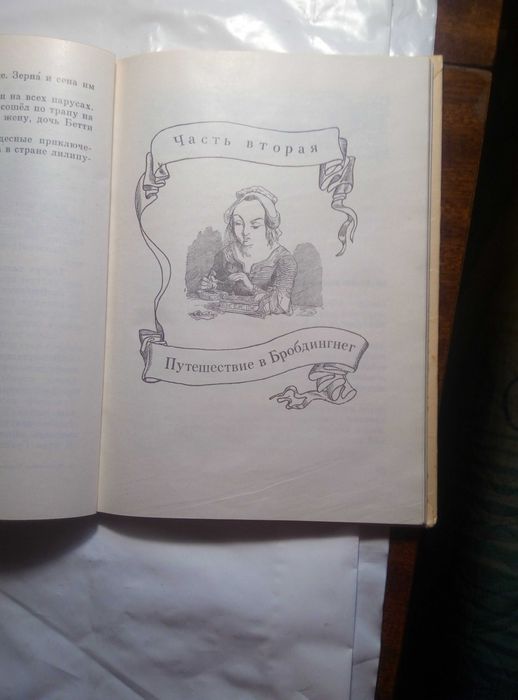 е. Зерна́ и сена им
н на всех парусах.
сошёл по трапу на
жену, дочь Бетти
десные приключе-
а в стране лилипу-
Часть вторая
Путешествие в Бробдингнег